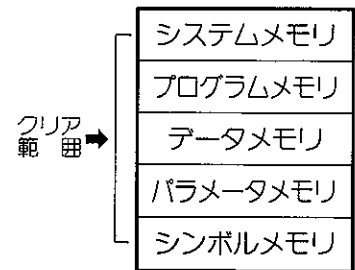 システムメモリ
プログラムメモリ
クリア
範囲
データメモリ
パラメータメモリ
シンボルメモリ